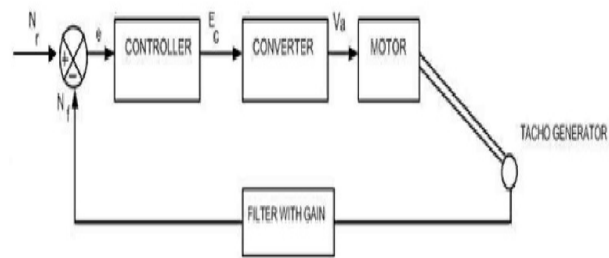 N
r
+
−
N
f
e
CONTROLLER
E
c
CONVERTER
Va
MOTOR
TACHO GENERATOR
FILTER WITH GAIN